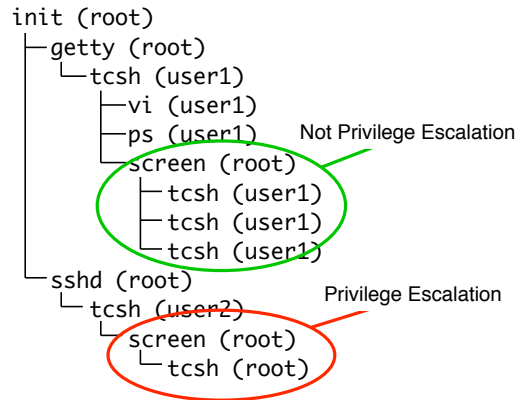 init (root)
getty (root)
tcsh (user1)
vi (user1)
ps (user1)
Not Privilege Escalation
screen (root)
tcsh (user1)
tcsh (user1)
tcsh (user1)
sshd (root)
Privilege Escalation
tcsh (user2)
screen (root)
tcsh (root)